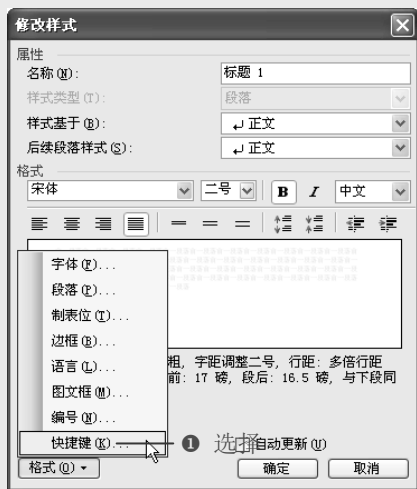 修改样式
属性
名称(N): 标题 1
样式类型(T): 段落
样式基于(B): ↵ 正文
后续段落样式(S): ↵ 正文
格式
宋体 二号 B I 中文
字体(F)...
段落(P)...
制表位(T)...
边框(B)...
语言(L)...
图文框(M)...
编号(N)...
快捷键(K)...
粗, 字距调整二号, 行距: 多倍行距
前: 17 磅, 段后: 16.5 磅, 与下段同
❶ 选择
自动更新(U)
格式(O) 确定 取消